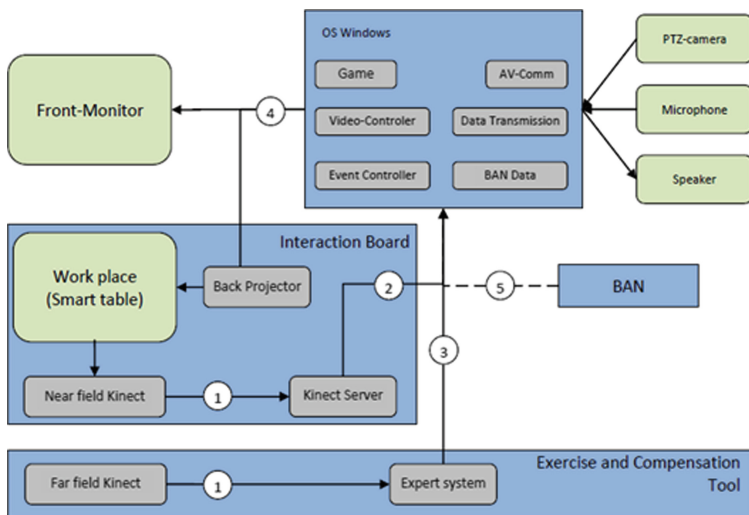 OS Windows
Game
AV-Comm
Video-Controler
Data Transmission
Event Controller
BAN Data
PTZ-camera
Microphone
Speaker
Front-Monitor
4
Interaction Board
Work place
(Smart table)
Back Projector
2
5
BAN
3
Near field Kinect
1
Kinect Server
Exercise and Compensation
Tool
Far field Kinect
1
Expert system